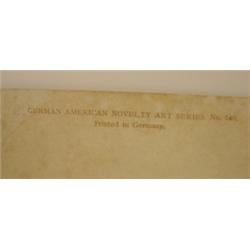 GERMAN AMERICAN NOVELTY ART SERIES No.
Printed in Germany.